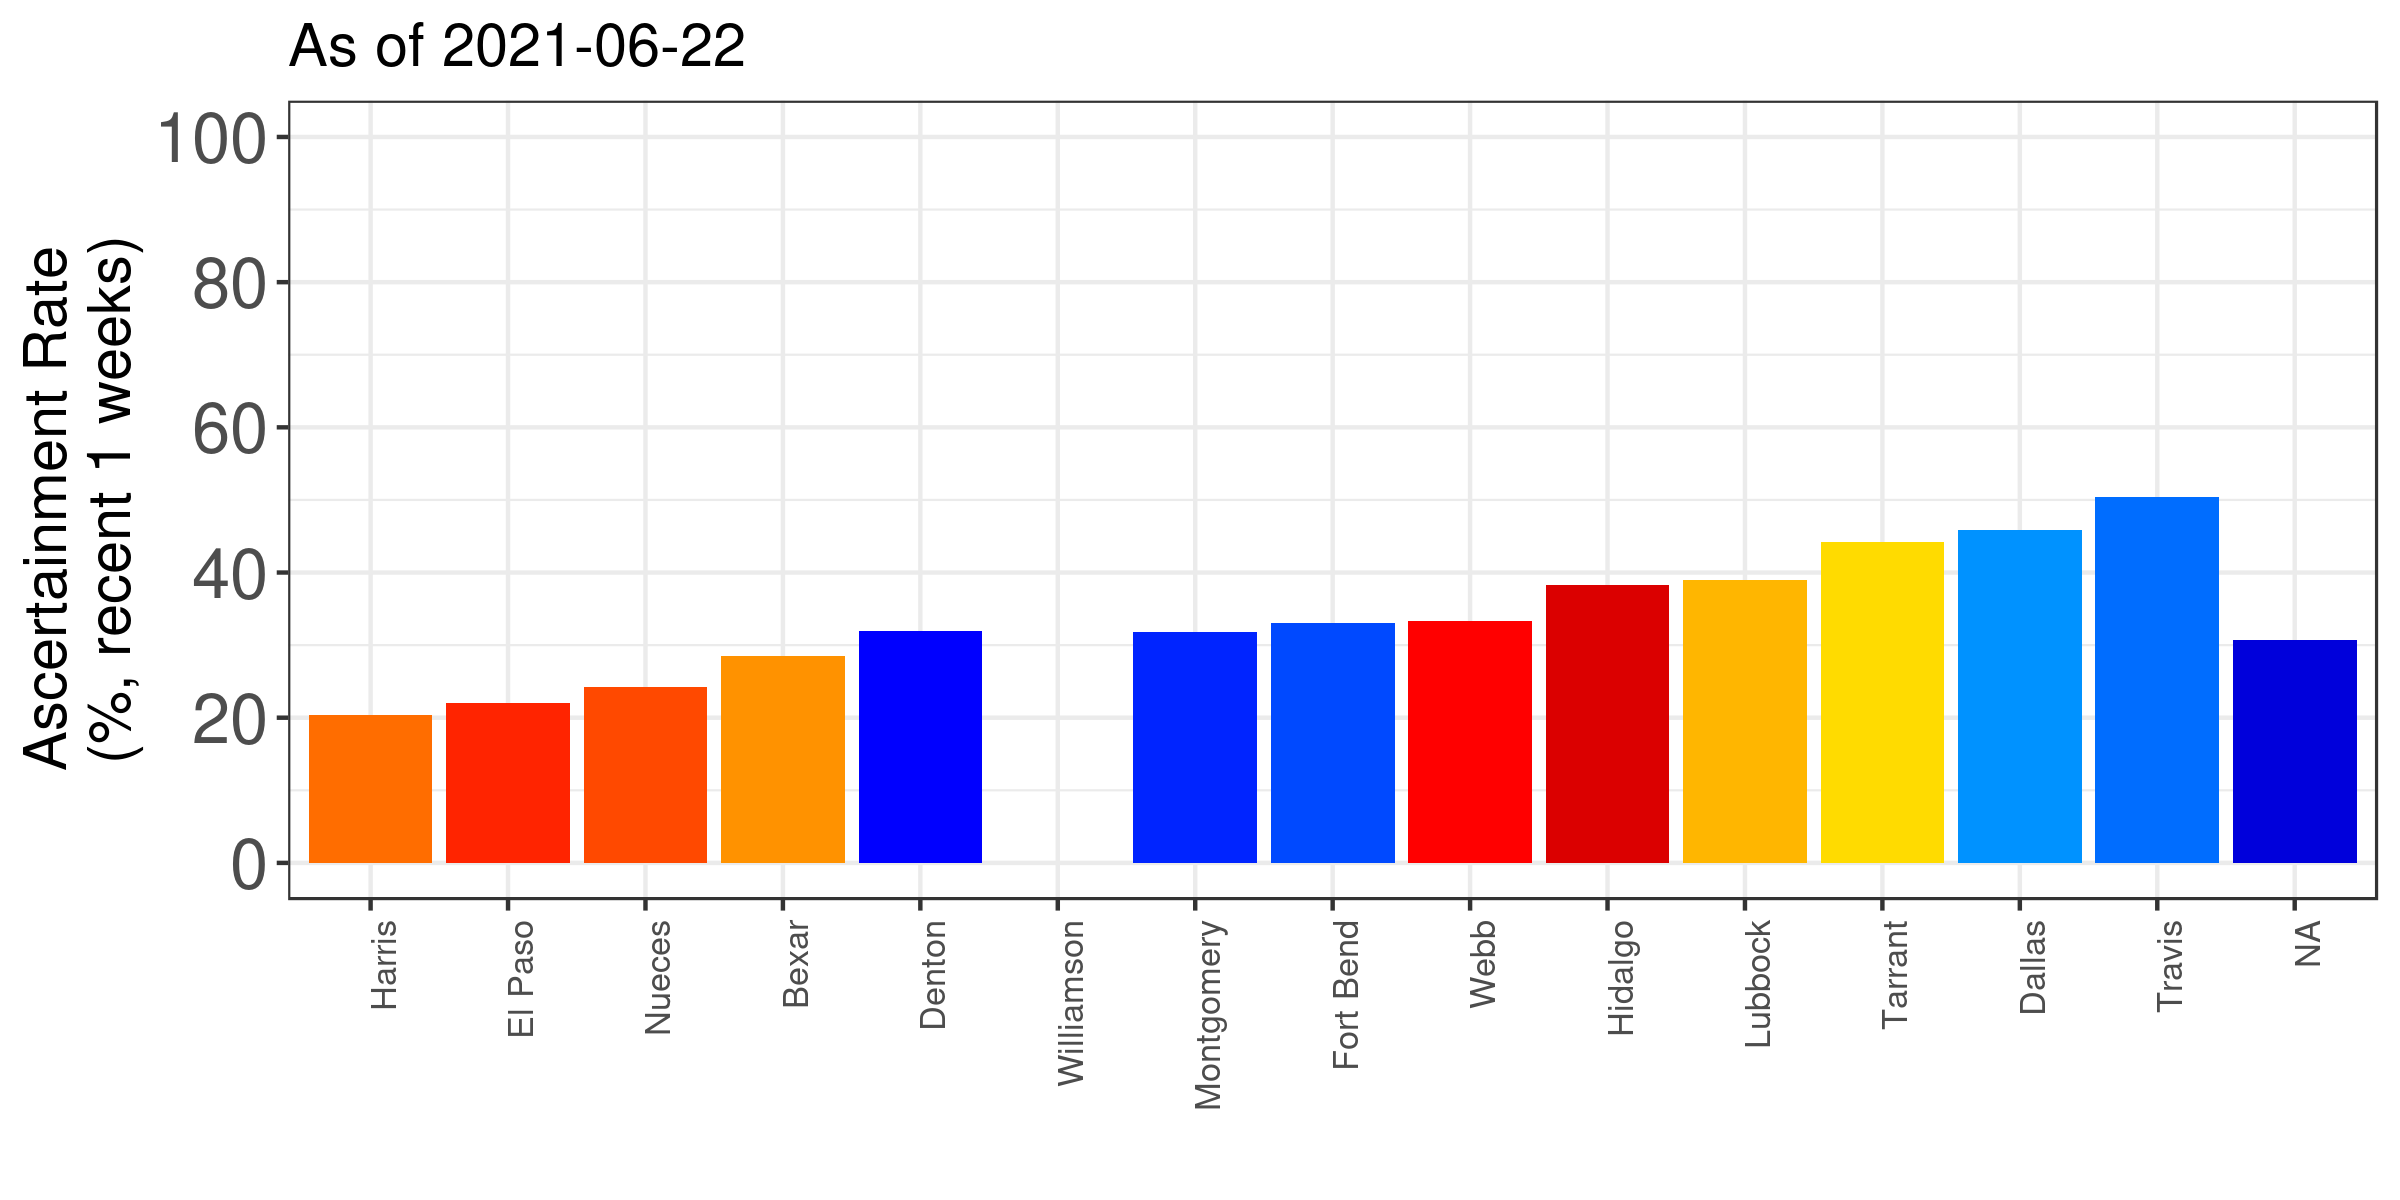 As of 2021-06-22
Ascertainment Rate
(%, recent 1 weeks)
100
80
60
40
20
0
Harris
El Paso
Nueces
Bexar
Denton
Williamson
Montgomery
Fort Bend
Webb
Hidalgo
Lubbock
Tarrant
Dallas
Travis
NA